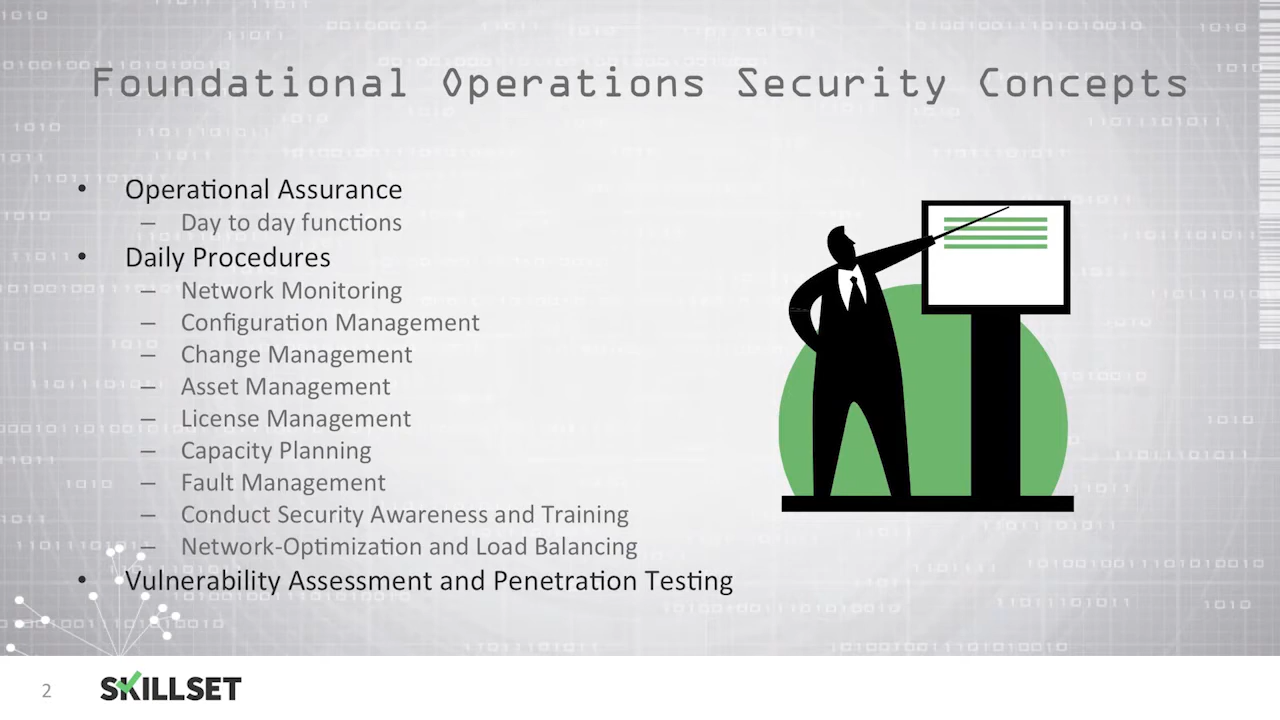 Foundational Operations Security Concepts
• Operational Assurance
– Day to day functions
• Daily Procedures
– Network Monitoring
– Configuration Management
– Change Management
– Asset Management
– License Management
– Capacity Planning
– Fault Management
– Conduct Security Awareness and Training
– Network-Optimization and Load Balancing
• Vulnerability Assessment and Penetration Testing
2
SKILLSET